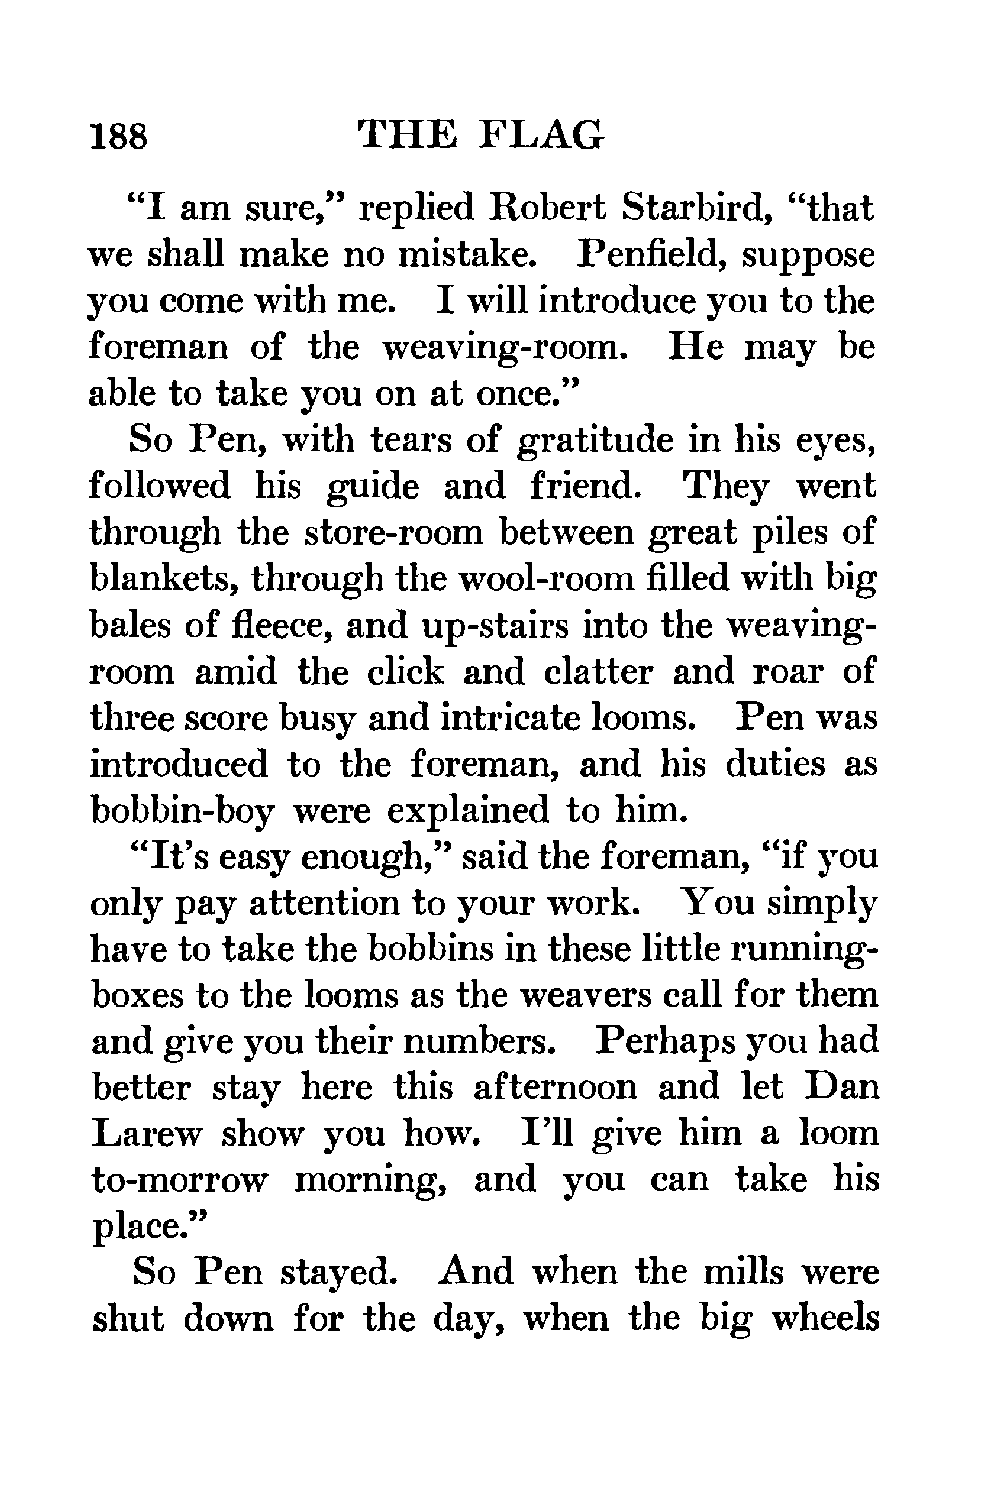 188 THE FLAG
“I am sure,” replied Robert Starbird, “that
we shall make no mistake. Penfield, suppose
you come with me. I will introduce you to the
foreman of the weaving-room. He may be
able to take you on at once.”
So Pen, with tears of gratitude in his eyes,
followed his guide and friend. They went
through the store-room between great piles of
blankets, through the wool-room filled with big
bales of fleece, and up-stairs into the weaving-
room amid the click and clatter and roar of
three score busy and intricate looms. Pen was
introduced to the foreman, and his duties as
bobbin-boy were explained to him.
“It’s easy enough,” said the foreman, “if you
only pay attention to your work. You simply
have to take the bobbins in these little running-
boxes to the looms as the weavers call for them
and give you their numbers. Perhaps you had
better stay here this afternoon and let Dan
Larew show you how. I’ll give him a loom
to-morrow morning, and you can take his
place.”
So Pen stayed. And when the mills were
shut down for the day, when the big wheels